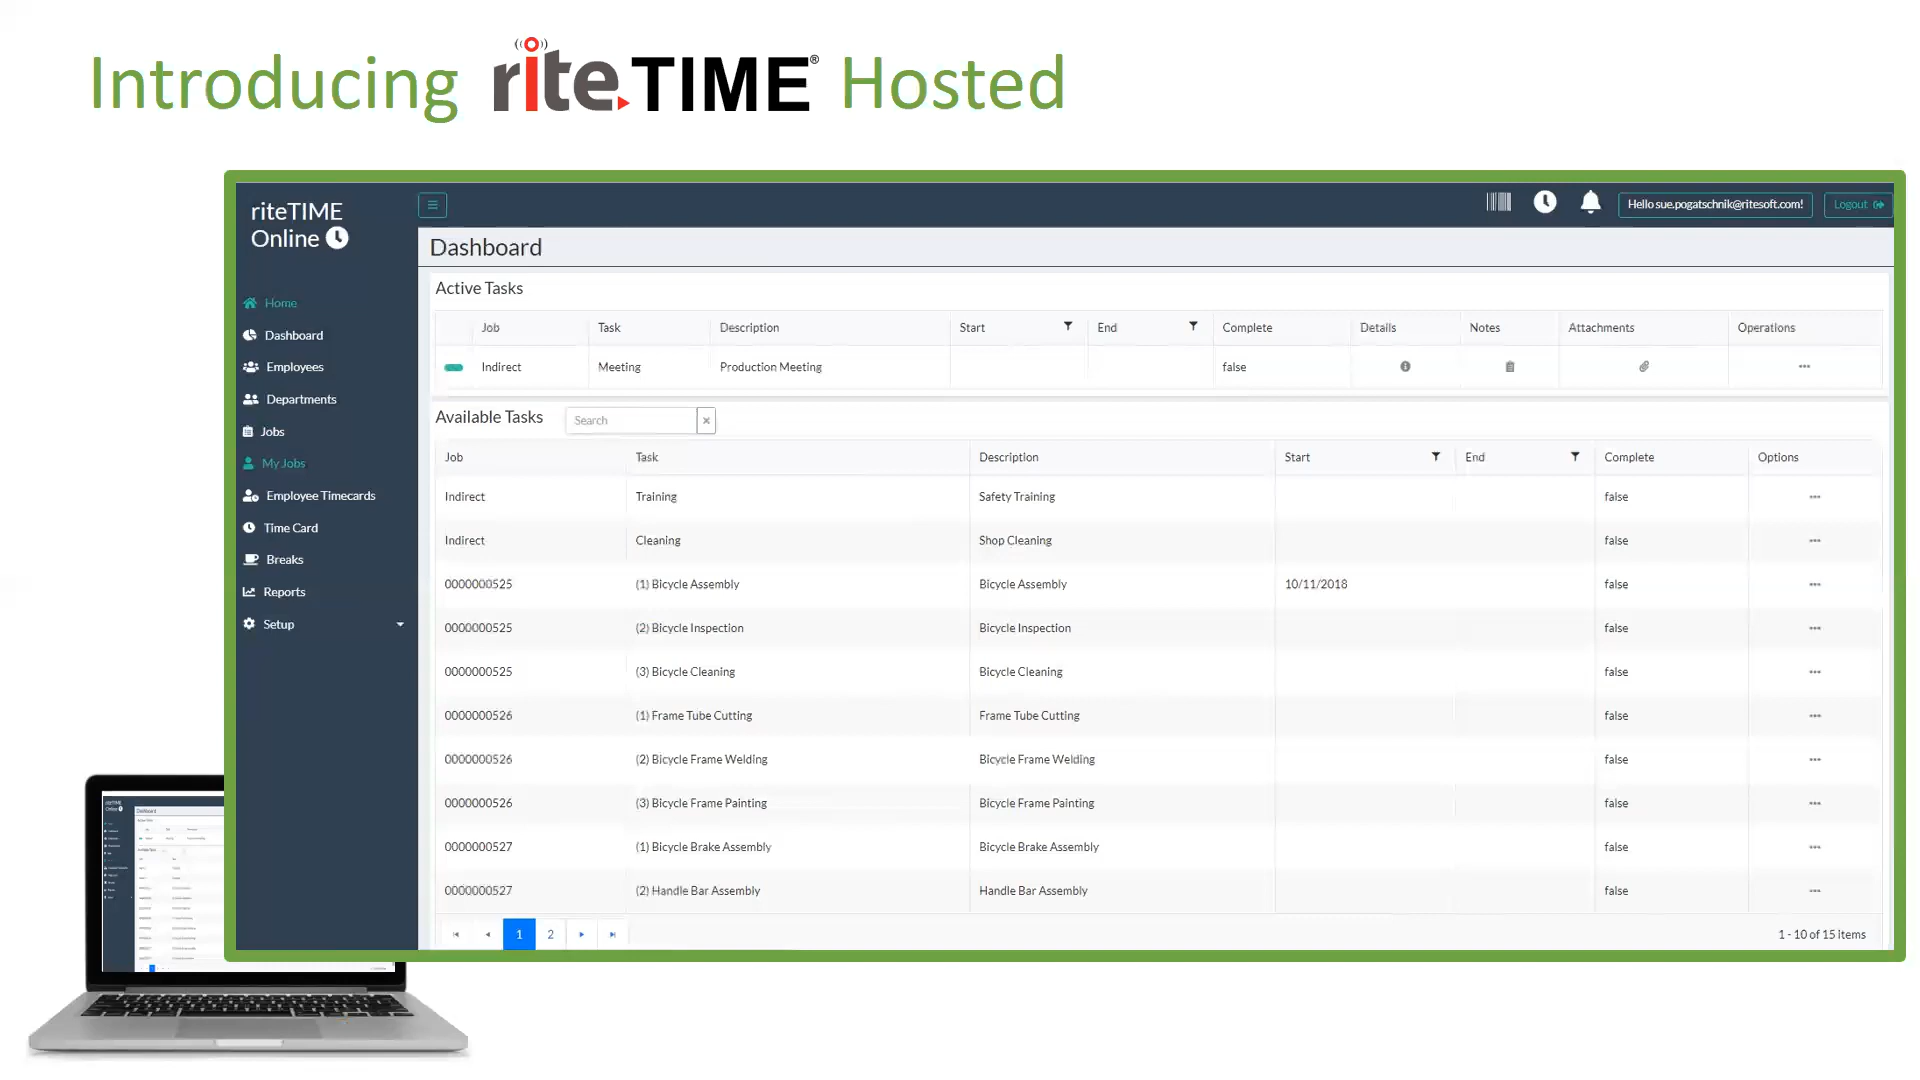 Introducing rite.TIME® Hosted
riteTIME
Online
Hello sue.pogatschnik@ritesoft.com!
Logout
Dashboard
Home
Dashboard
Employees
Departments
Jobs
My Jobs
Employee Timecards
Time Card
Breaks
Reports
Setup
Active Tasks
Job Task Description Start End Complete Details Notes Attachments Operations
Indirect Meeting Production Meeting false
Available Tasks Search
Job Task Description Start End Complete Options
Indirect Training Safety Training false
Indirect Cleaning Shop Cleaning false
0000000525 (1) Bicycle Assembly Bicycle Assembly 10/11/2018 false
0000000525 (2) Bicycle Inspection Bicycle Inspection false
0000000525 (3) Bicycle Cleaning Bicycle Cleaning false
0000000526 (1) Frame Tube Cutting Frame Tube Cutting false
0000000526 (2) Bicycle Frame Welding Bicycle Frame Welding false
0000000526 (3) Bicycle Frame Painting Bicycle Frame Painting false
0000000527 (1) Bicycle Brake Assembly Bicycle Brake Assembly false
0000000527 (2) Handle Bar Assembly Handle Bar Assembly false
1 2 1 - 10 of 15 items